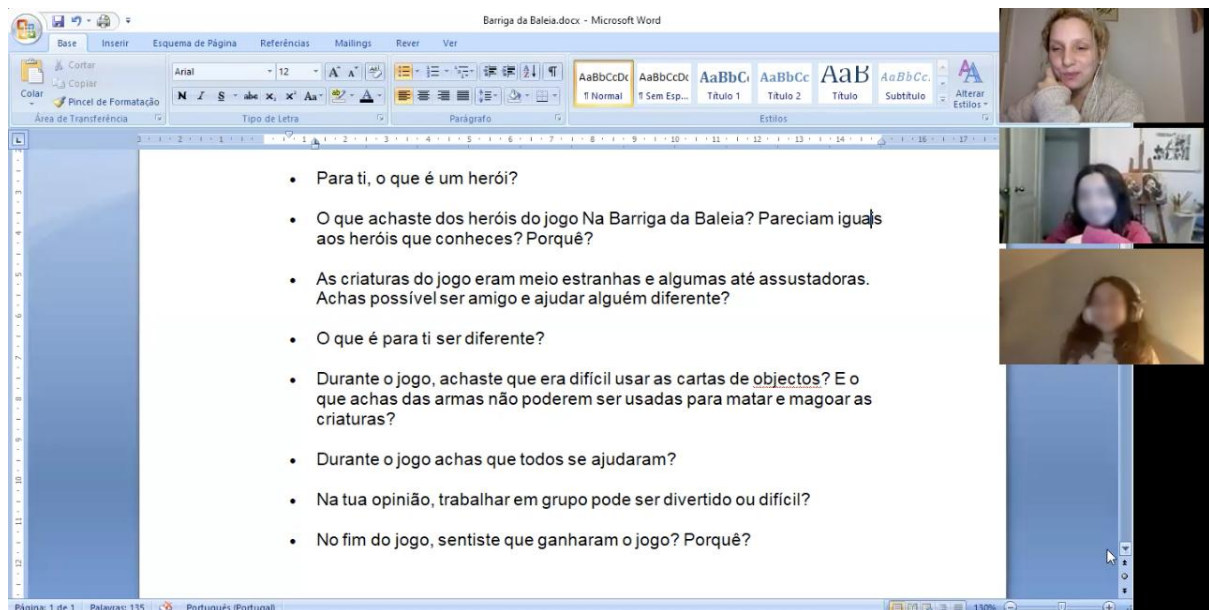 Barriga da Baleia.docx - Microsoft Word
Base Inserir Esquema de Página Referências Mailings Rever Ver
Cortar
Copiar
Pincel de Formatação
Colar
Arial 12
N I S abc x₂ x² Aa A
AaBbCcDc AaBbCcDc AaBbC AaBbCc AaB AaBbCc.
¶ Normal ¶ Sem Esp... Título 1 Título 2 Título Subtítulo
Alterar
Estilos
Área de Transferência Tipo de Letra Parágrafo Estilos
• Para ti, o que é um herói?
• O que achaste dos heróis do jogo Na Barriga da Baleia? Pareciam iguais
aos heróis que conheces? Porquê?
• As criaturas do jogo eram meio estranhas e algumas até assustadoras.
Achas possível ser amigo e ajudar alguém diferente?
• O que é para ti ser diferente?
• Durante o jogo, achaste que era difícil usar as cartas de objectos? E o
que achas das armas não poderem ser usadas para matar e magoar as
criaturas?
• Durante o jogo achas que todos se ajudaram?
• Na tua opinião, trabalhar em grupo pode ser divertido ou difícil?
• No fim do jogo, sentiste que ganharam o jogo? Porquê?
Página: 1 de 1 Palavras: 135 Português (Portugal) 130%